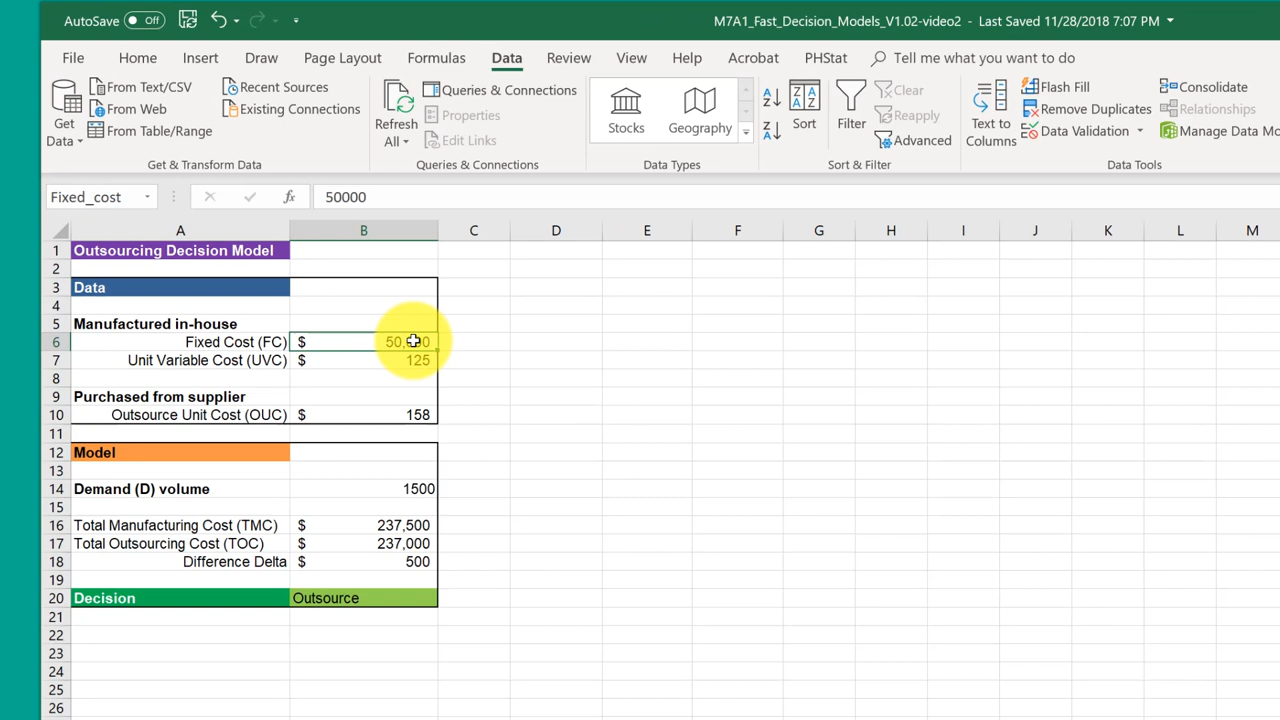 AutoSave Off M7A1_Fast_Decision_Models_V1.02-video2 - Last Saved 11/28/2018 7:07 PM
File Home Insert Draw Page Layout Formulas Data Review View Help Acrobat PHStat Tell me what you want to do
Get Data
From Text/CSV
From Web
From Table/Range
Recent Sources
Existing Connections
Get & Transform Data
Refresh All
Queries & Connections
Properties
Edit Links
Queries & Connections
Stocks
Geography
Data Types
Sort
Filter
Clear
Reapply
Advanced
Sort & Filter
Text to Columns
Flash Fill
Remove Duplicates
Data Validation
Consolidate
Relationships
Manage Data Mo
Data Tools
Fixed_cost fx 50000
A B C D E F G H I J K L M
1 Outsourcing Decision Model
2
3 Data
4
5 Manufactured in-house
6 Fixed Cost (FC) $
7 Unit Variable Cost (UVC) $ 125
8
9 Purchased from supplier
10 Outsource Unit Cost (OUC) $ 158
11
12 Model
13
14 Demand (D) volume 1500
15
16 Total Manufacturing Cost (TMC) $ 237,500
17 Total Outsourcing Cost (TOC) $ 237,000
18 Difference Delta $ 500
19
20 Decision Outsource
21
22
23
24
25
26